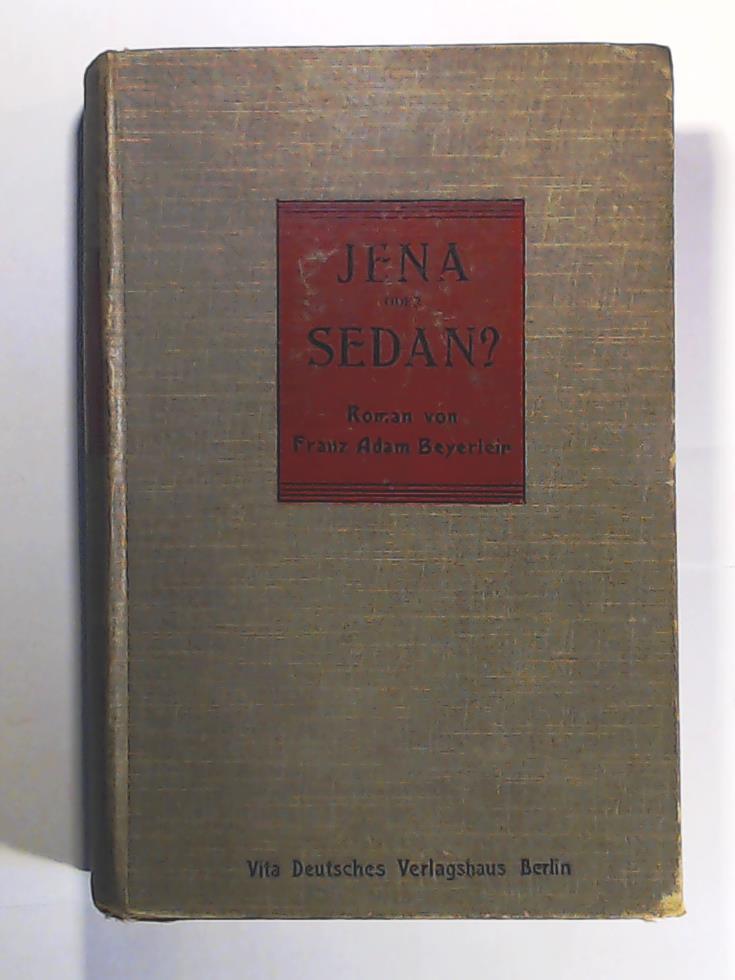 JENA
ODER
SEDAN?
Roman von
Franz Adam Beyerlein
Vita Deutsches Verlagshaus Berlin